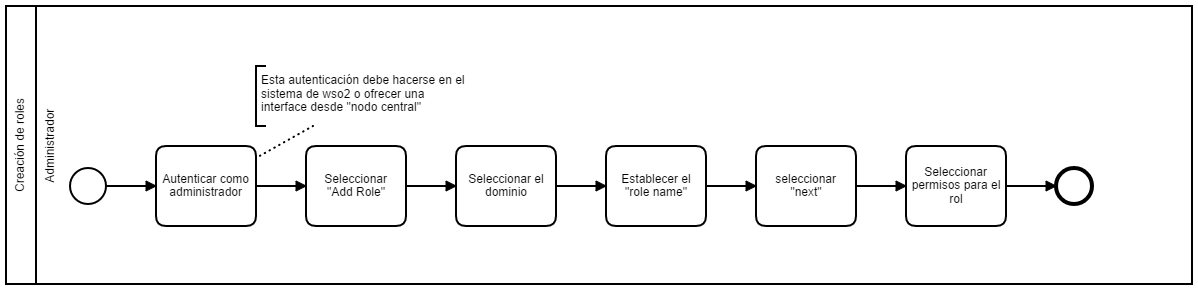 Creación de roles
Administrador
Esta autenticación debe hacerse en el
sistema de wso2 o ofrecer una
interface desde "nodo central"
Autenticar como
administrador
Seleccionar
"Add Role"
Seleccionar el
dominio
Establecer el
"role name"
seleccionar
"next"
Seleccionar
permisos para el
rol